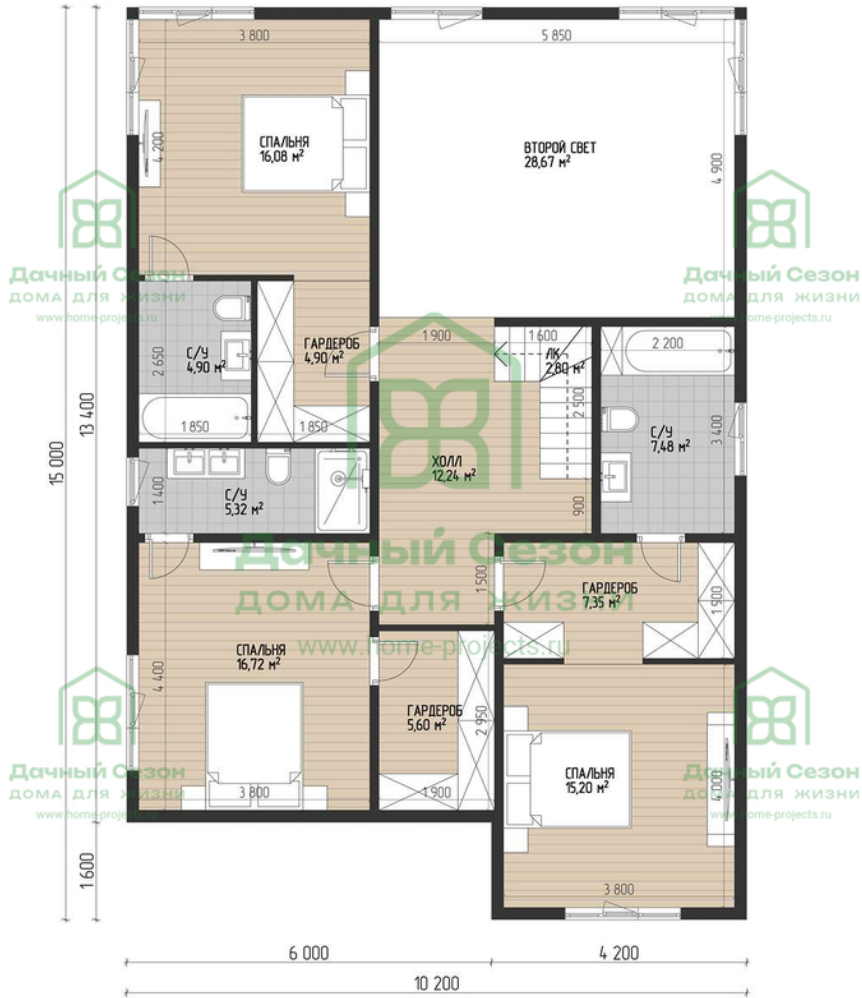 3 800
5 850
СПАЛЬНЯ
16,08 м²
4 200
ВТОРОЙ СВЕТ
28,67 м²
4 900
Дачный Сезон
ДОМА ДЛЯ ЖИЗНИ
www.home-projects.ru
Дачный Сезон
ДОМА ДЛЯ ЖИЗНИ
www.home-projects.ru
1 900
1 600
ЛК
2,80 м²
2 200
С/У
4,90 м²
2 650
ГАРДЕРОБ
4,90 м²
1 850
1 850
2 500
С/У
7,48 м²
3 400
15 000
13 400
ХОЛЛ
12,24 м²
1 400
С/У
5,32 м²
900
Дачный Сезон
ДОМА ДЛЯ ЖИЗНИ
www.home-projects.ru
1 500
ГАРДЕРОБ
7,35 м²
1 900
СПАЛЬНЯ
16,72 м²
4 400
3 800
ГАРДЕРОБ
5,60 м²
2 950
1 900
СПАЛЬНЯ
15,20 м²
4 000
3 800
Дачный Сезон
ДОМА ДЛЯ ЖИЗНИ
www.home-projects.ru
Дачный Сезон
ДОМА ДЛЯ ЖИЗНИ
www.home-projects.ru
1 600
6 000
4 200
10 200